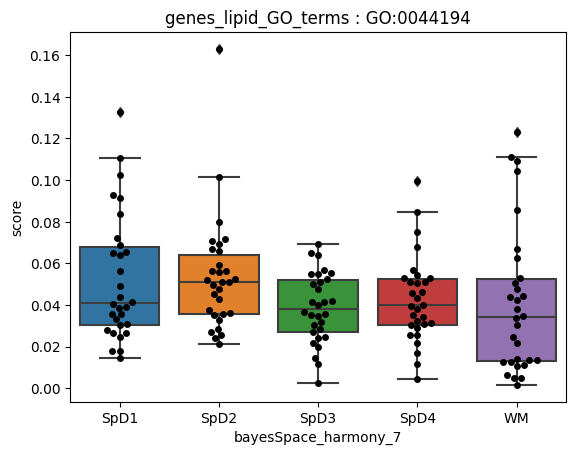 genes_lipid_GO_terms : GO:0044194
0.16
0.14
0.12
0.10
0.08
0.06
0.04
0.02
0.00
score
SpD1 SpD2 SpD3 SpD4 WM
bayesSpace_harmony_7